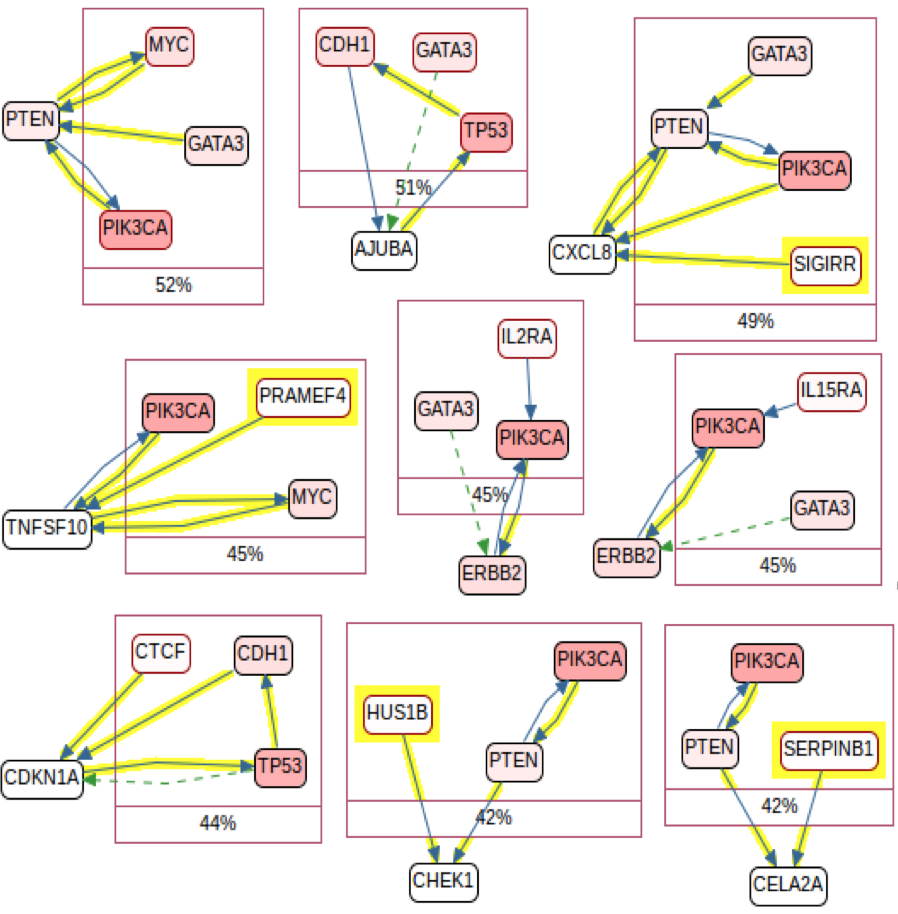 MYC
PTEN
GATA3
PIK3CA
52%
CDH1
GATA3
TP53
51%
AJUBA
GATA3
PTEN
PIK3CA
CXCL8
SIGIRR
49%
PIK3CA
PRAMEF4
MYC
TNFSF10
45%
IL2RA
GATA3
PIK3CA
45%
ERBB2
IL15RA
PIK3CA
GATA3
ERBB2
45%
CTCF
CDH1
CDKN1A
TP53
44%
PIK3CA
HUS1B
PTEN
42%
CHEK1
PIK3CA
PTEN
SERPINB1
42%
CELA2A